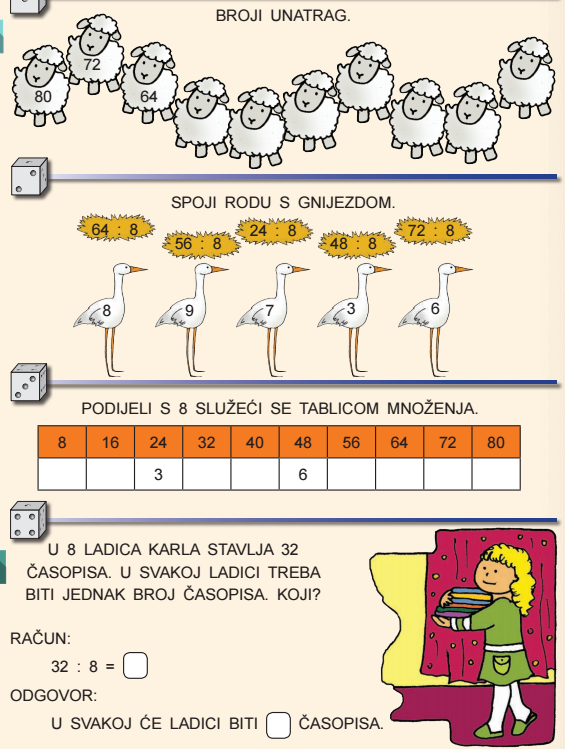 BROJI UNATRAG.
80 72 64
SPOJI RODU S GNIJEZDOM.
64 : 8 56 : 8 24 : 8 48 : 8 72 : 8
8 9 7 3 6
PODIJELI S 8 SLUŽEĆI SE TABLICOM MNOŽENJA.
8 16 24 32 40 48 56 64 72 80
3 6
U 8 LADICA KARLA STAVLJA 32
ČASOPISA. U SVAKOJ LADICI TREBA
BITI JEDNAK BROJ ČASOPISA. KOJI?
RAČUN:
32 : 8 =
ODGOVOR:
U SVAKOJ ĆE LADICI BITI ČASOPISA.